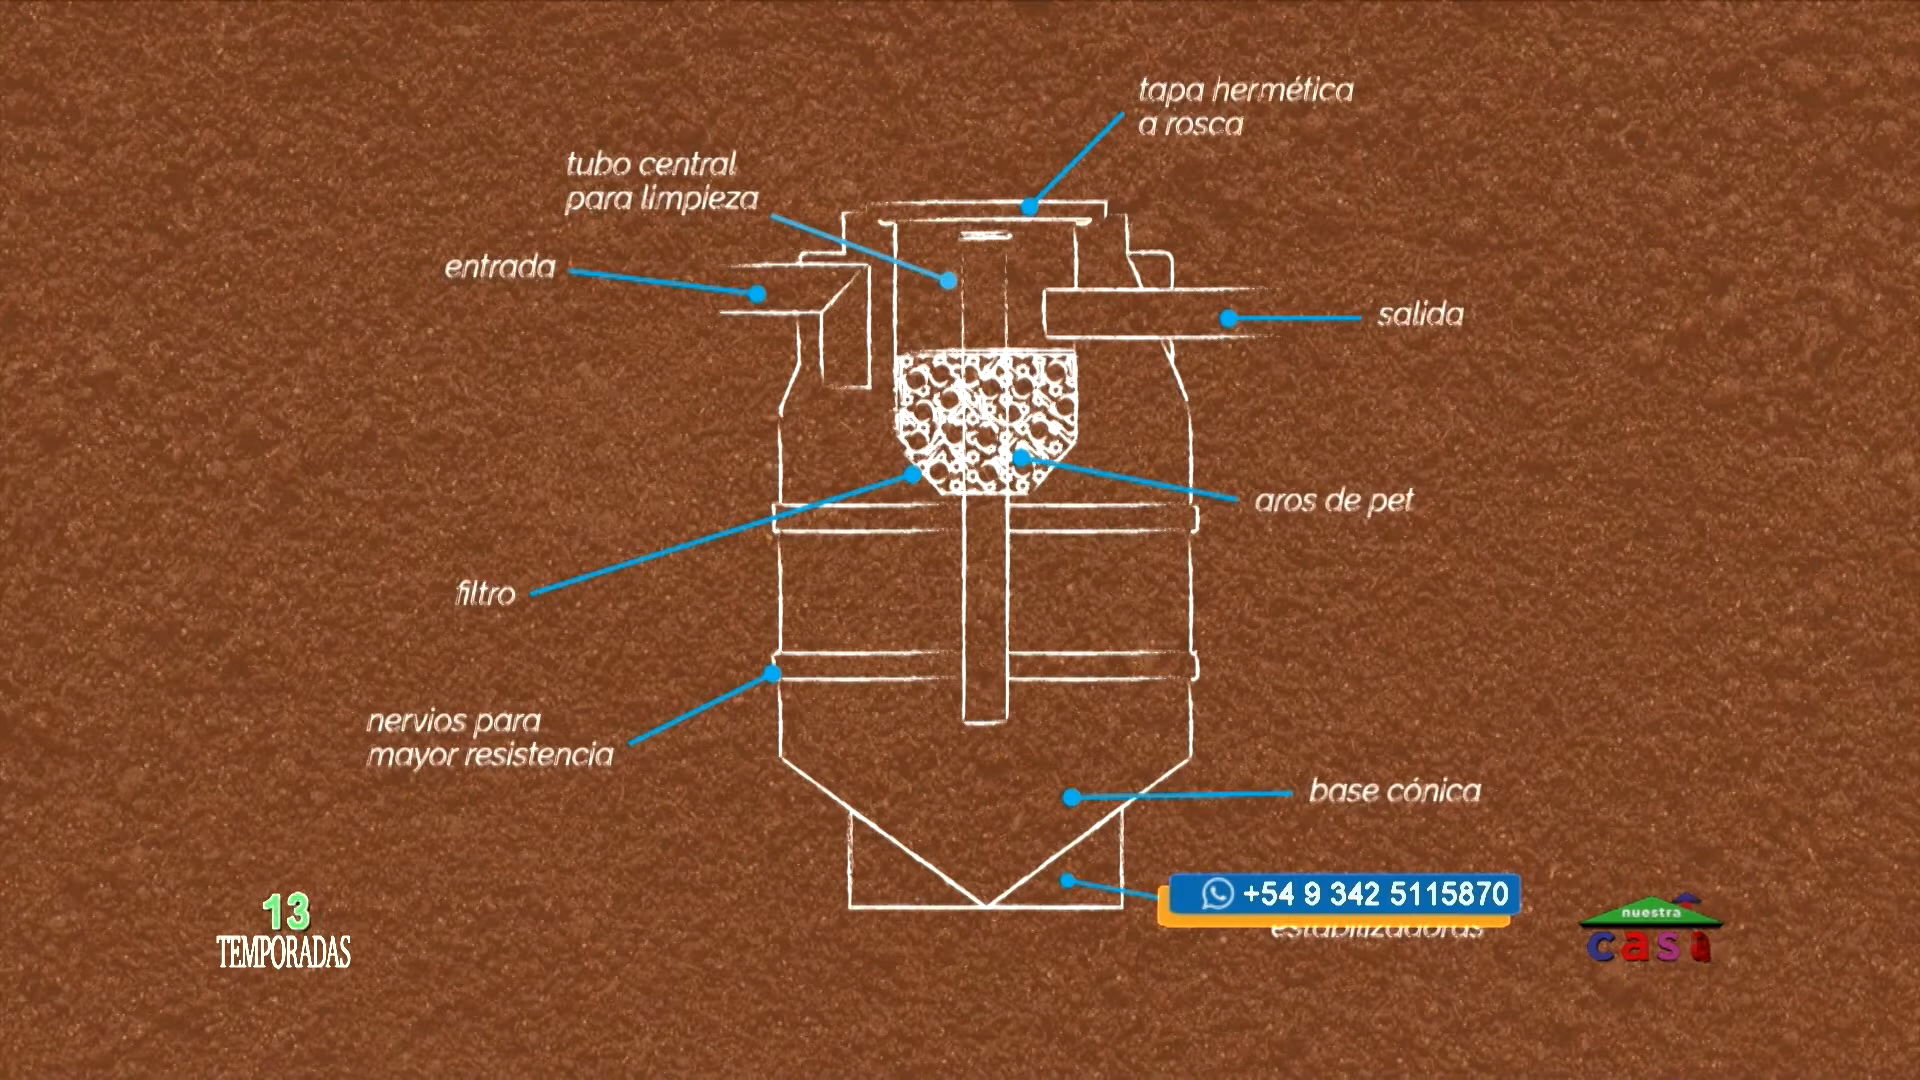 tapa hermética
a rosca
tubo central
para limpieza
entrada
salida
aros de pet
filtro
nervios para
mayor resistencia
base cónica
+54 9 342 5115870
estabilizadoras
13
TEMPORADAS
nuestra
casa